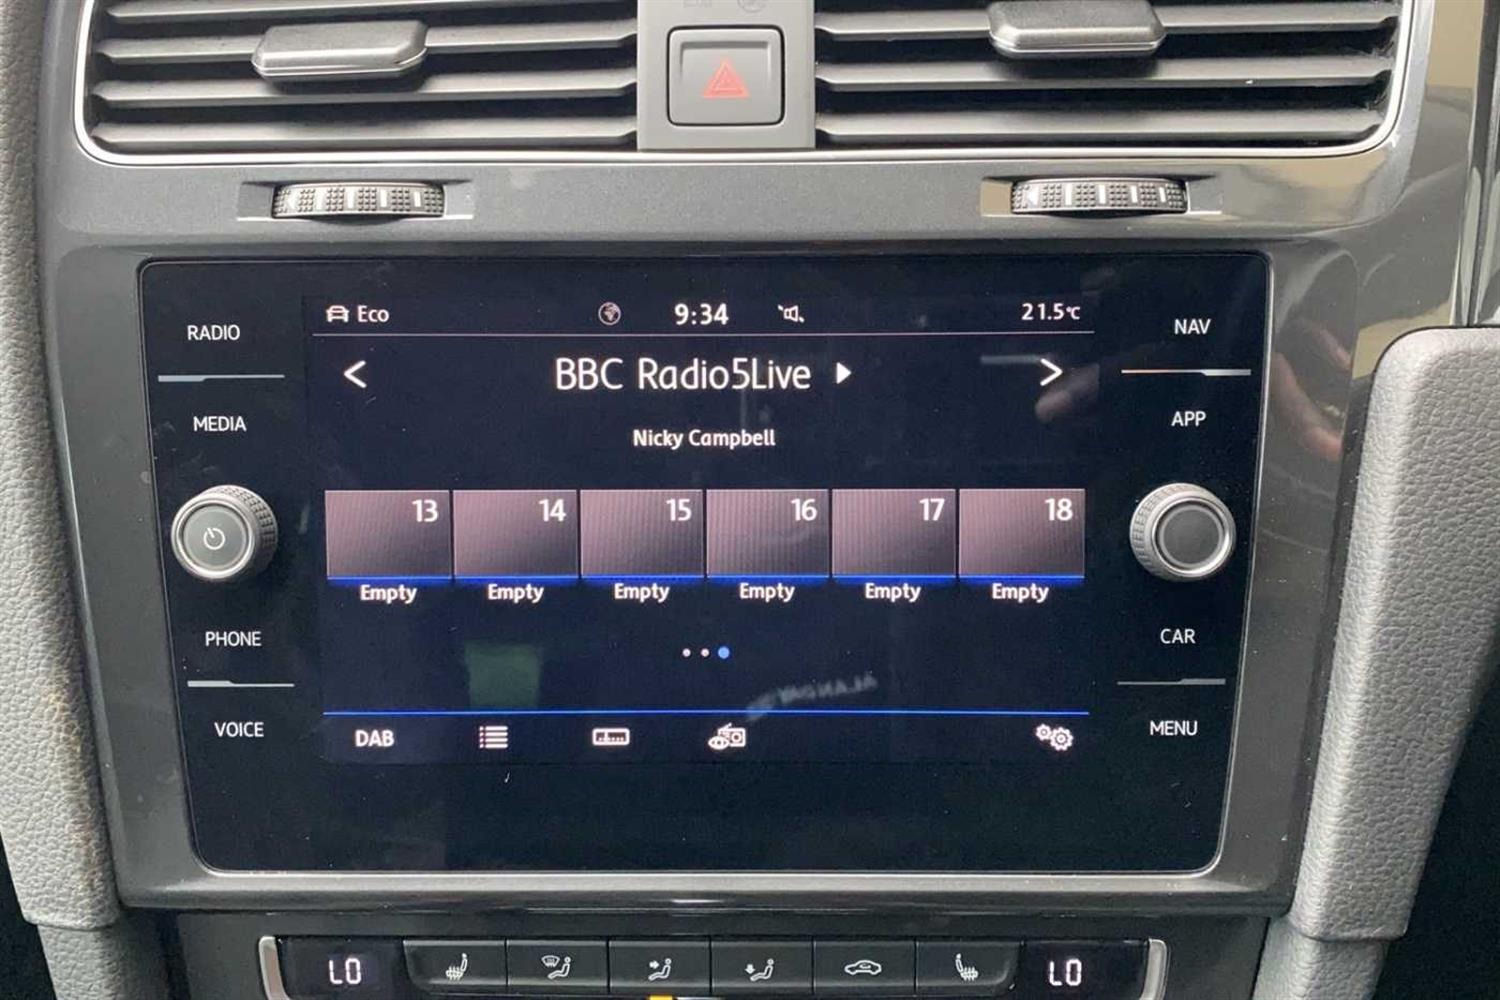 RADIO
MEDIA
PHONE
VOICE
Eco 9:34 21.5°C
BBC Radio5Live
Nicky Campbell
13 14 15 16 17 18
Empty Empty Empty Empty Empty Empty
DAB
NAV
APP
CAR
MENU
LO LO